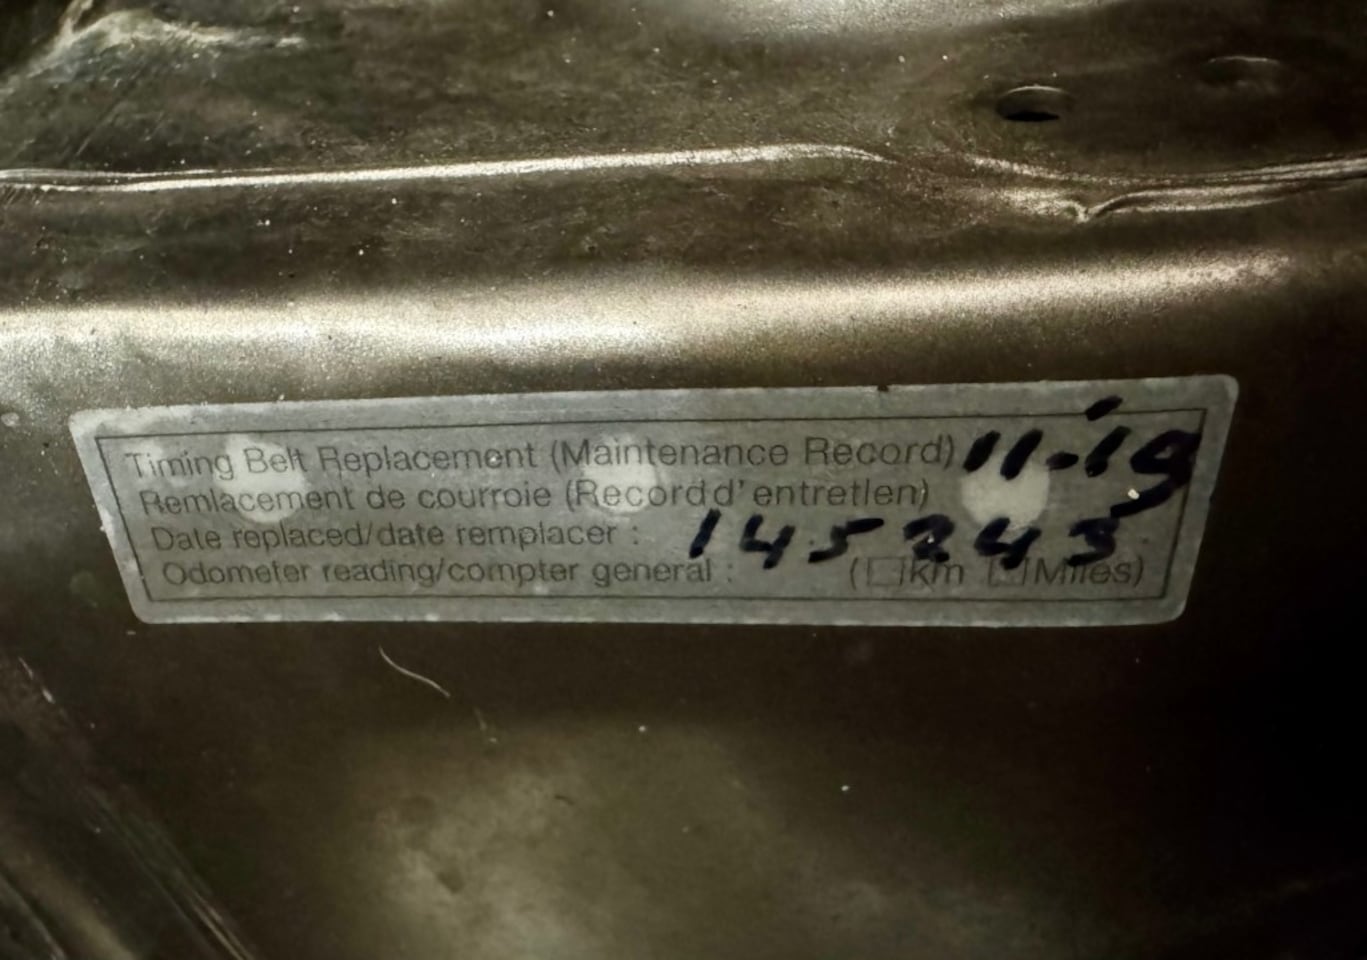 Timing Belt Replacement (Maintenance Record) 11-19
Remlacement de courroie (Recordd'entretlen)
Date replaced/date remplacer : 145243
Odometer reading/compter general : (☐km ☐Miles)